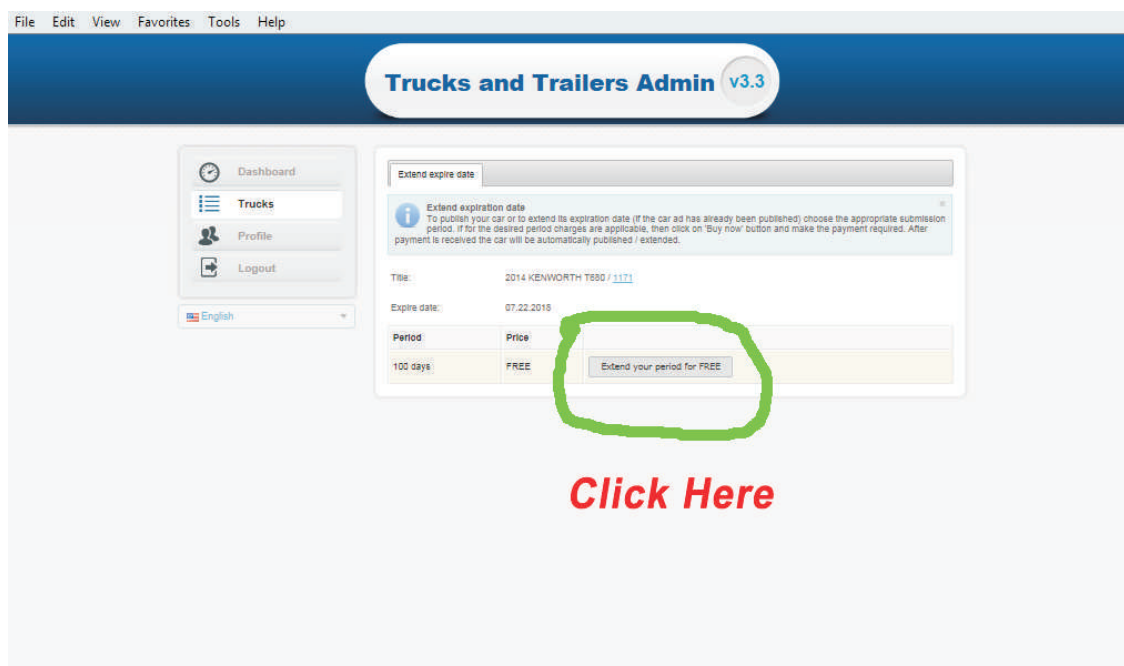 File Edit View Favorites Tools Help
Trucks and Trailers Admin v3.3
Dashboard
Trucks
Profile
Logout
English
Extend expire date
Extend expiration date
To publish your car or to extend its expiration date (if the car ad has already been published) choose the appropriate submission
period. If for the desired period charges are applicable, then click on 'Buy now' button and make the payment required. After
payment is received the car will be automatically published / extended.
Title: 2014 KENWORTH T680 / 1171
Expire date: 07.22.2015
Period Price
100 days FREE Extend your period for FREE
Click Here